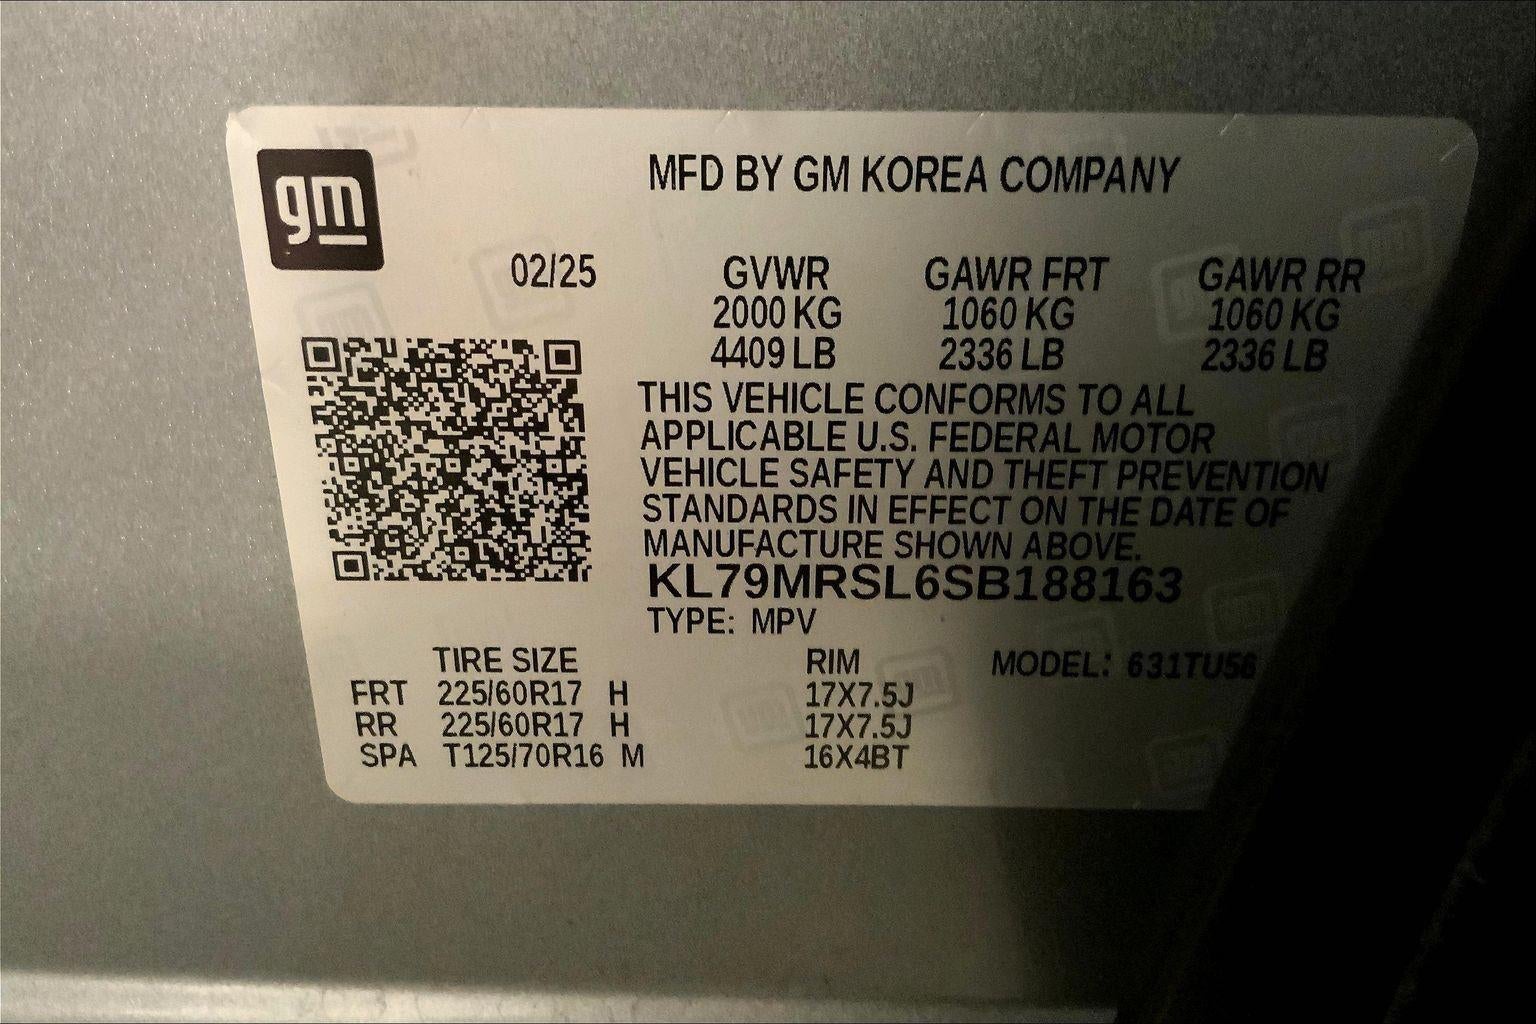 gm
MFD BY GM KOREA COMPANY
02/25 GVWR GAWR FRT GAWR RR
2000 KG 1060 KG 1060 KG
4409 LB 2336 LB 2336 LB
THIS VEHICLE CONFORMS TO ALL
APPLICABLE U.S. FEDERAL MOTOR
VEHICLE SAFETY AND THEFT PREVENTION
STANDARDS IN EFFECT ON THE DATE OF
MANUFACTURE SHOWN ABOVE.
KL79MRSL6SB188163
TYPE: MPV
TIRE SIZE RIM MODEL: 631TU56
FRT 225/60R17 H 17X7.5J
RR 225/60R17 H 17X7.5J
SPA T125/70R16 M 16X4BT